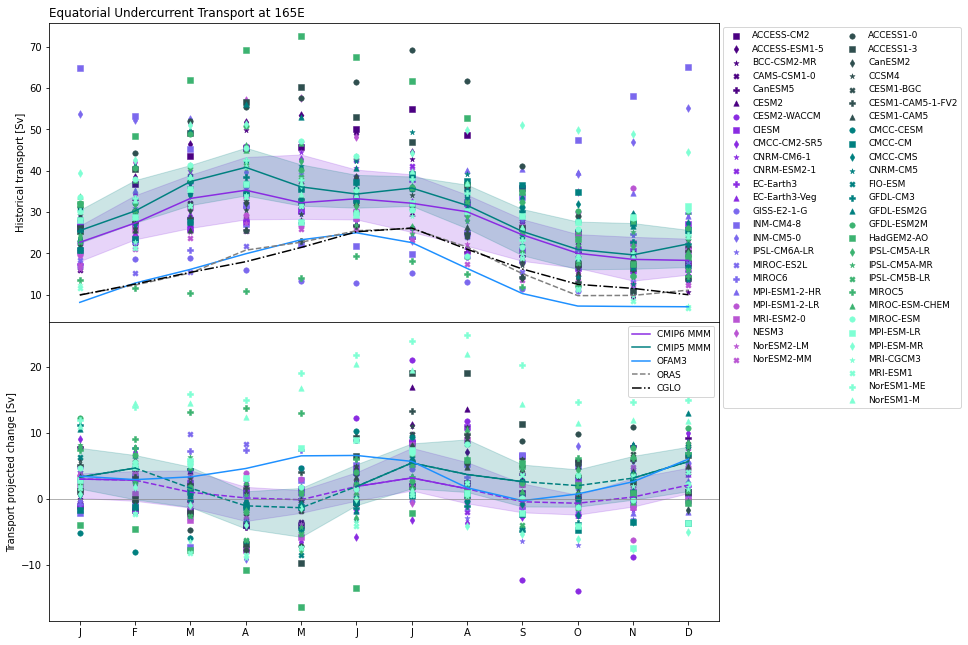 Equatorial Undercurrent Transport at 165E
Historical transport [Sv]
70
60
50
40
30
20
10
Transport projected change [Sv]
20
10
0
−10
CMIP6 MMM
CMIP5 MMM
OFAM3
ORAS
CGLO
J F M A M J J A S O N D
ACCESS-CM2
ACCESS-ESM1-5
BCC-CSM2-MR
CAMS-CSM1-0
CanESM5
CESM2
CESM2-WACCM
CIESM
CMCC-CM2-SR5
CNRM-CM6-1
CNRM-ESM2-1
EC-Earth3
EC-Earth3-Veg
GISS-E2-1-G
INM-CM4-8
INM-CM5-0
IPSL-CM6A-LR
MIROC-ES2L
MIROC6
MPI-ESM1-2-HR
MPI-ESM1-2-LR
MRI-ESM2-0
NESM3
NorESM2-LM
NorESM2-MM
ACCESS1-0
ACCESS1-3
CanESM2
CCSM4
CESM1-BGC
CESM1-CAM5-1-FV2
CESM1-CAM5
CMCC-CESM
CMCC-CM
CMCC-CMS
CNRM-CM5
FIO-ESM
GFDL-CM3
GFDL-ESM2G
GFDL-ESM2M
HadGEM2-AO
IPSL-CM5A-LR
IPSL-CM5A-MR
IPSL-CM5B-LR
MIROC5
MIROC-ESM-CHEM
MIROC-ESM
MPI-ESM-LR
MPI-ESM-MR
MRI-CGCM3
MRI-ESM1
NorESM1-ME
NorESM1-M